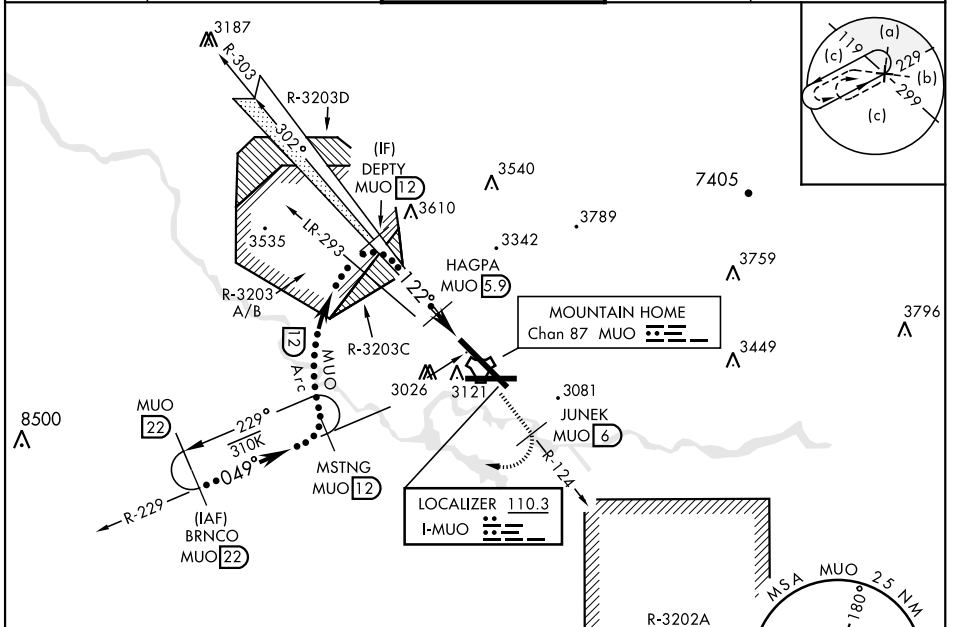 3187
R-303
R-3203D
302°
(IF)
DEPTY
MUO 12
3540
7405
3610
3789
3535
LR-293
3342
HAGPA
MUO 5.9
122°
3759
R-3203
A/B
MOUNTAIN HOME
Chan 87 MUO
3796
12
MUO
Arc
R-3203C
3026
3121
3449
3081
8500
MUO
22
229°
310K
049°
MSTNG
MUO 12
JUNEK
MUO 6
R-124
R-229
(IAF)
BRNCO
MUO 22
LOCALIZER 110.3
I-MUO
R-3202A
MSA MUO 25 NM
180°
(a)
119
(c)
229
(b)
299
(c)